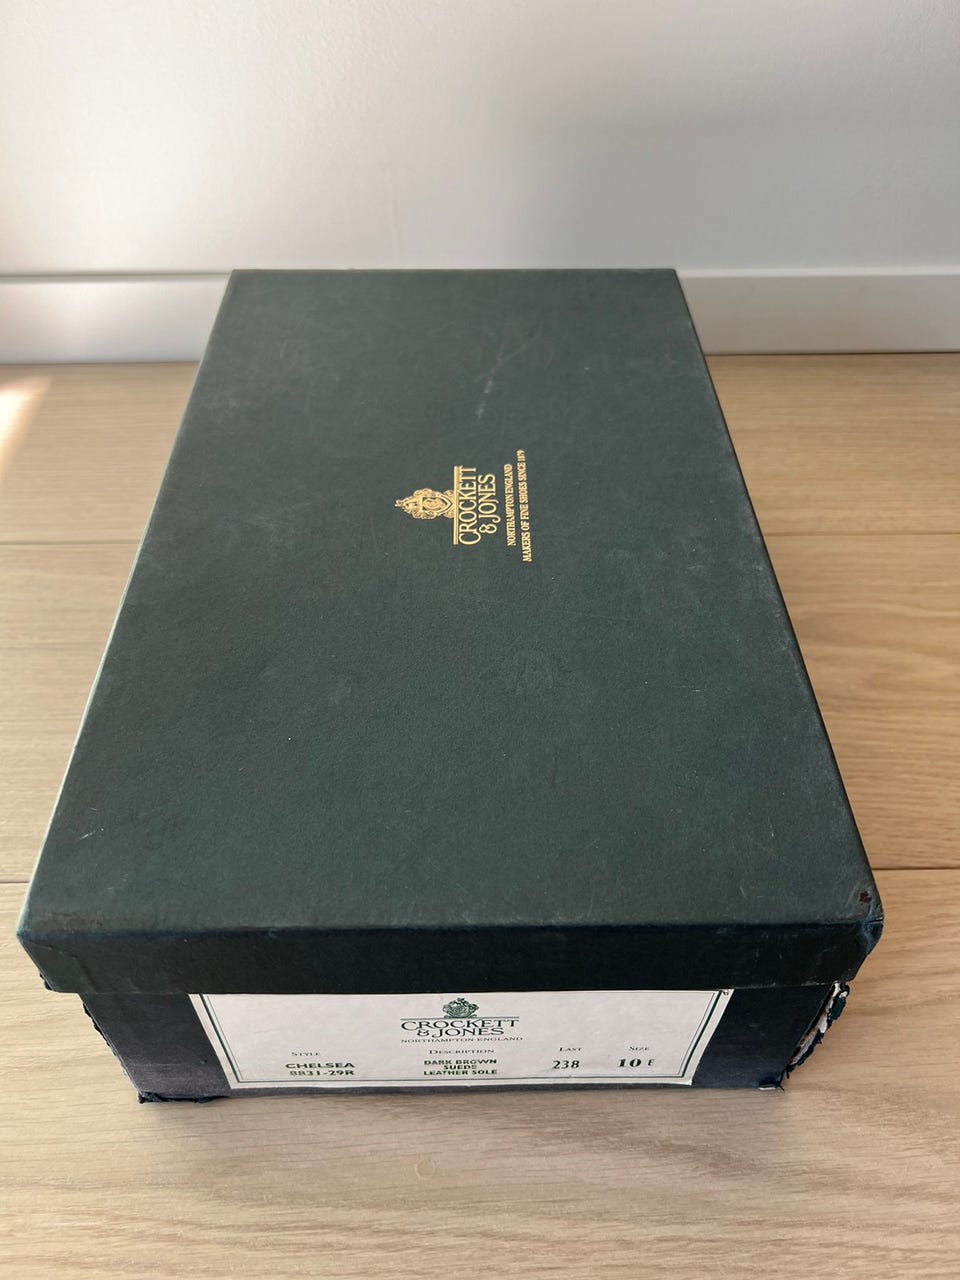 CROCKETT
& JONES
NORTHAMPTON ENGLAND
MAKERS OF FINE SHOES SINCE 1879
CROCKETT
& JONES
NORTHAMPTON ENGLAND
STYLE DESCRIPTION LAST SIZE
CHELSEA DARK BROWN 238 10 E
8831-29R SUEDE
LEATHER SOLE